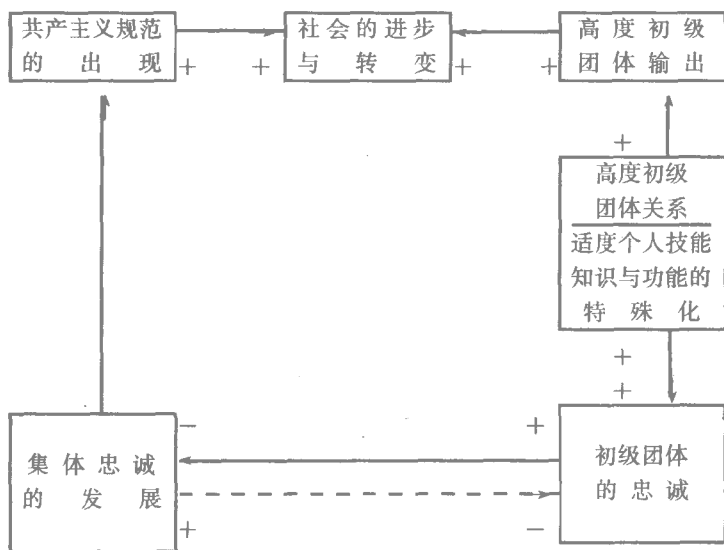 共产主义规范
的出现
社会的进步
与转变
高度初级
团体输出
+
+
+
+
+
高度初级
团体关系
适度个人技能
知识与功能的
特殊化
+
+
−
+
集体忠诚
的发展
初级团体
的忠诚
+
−